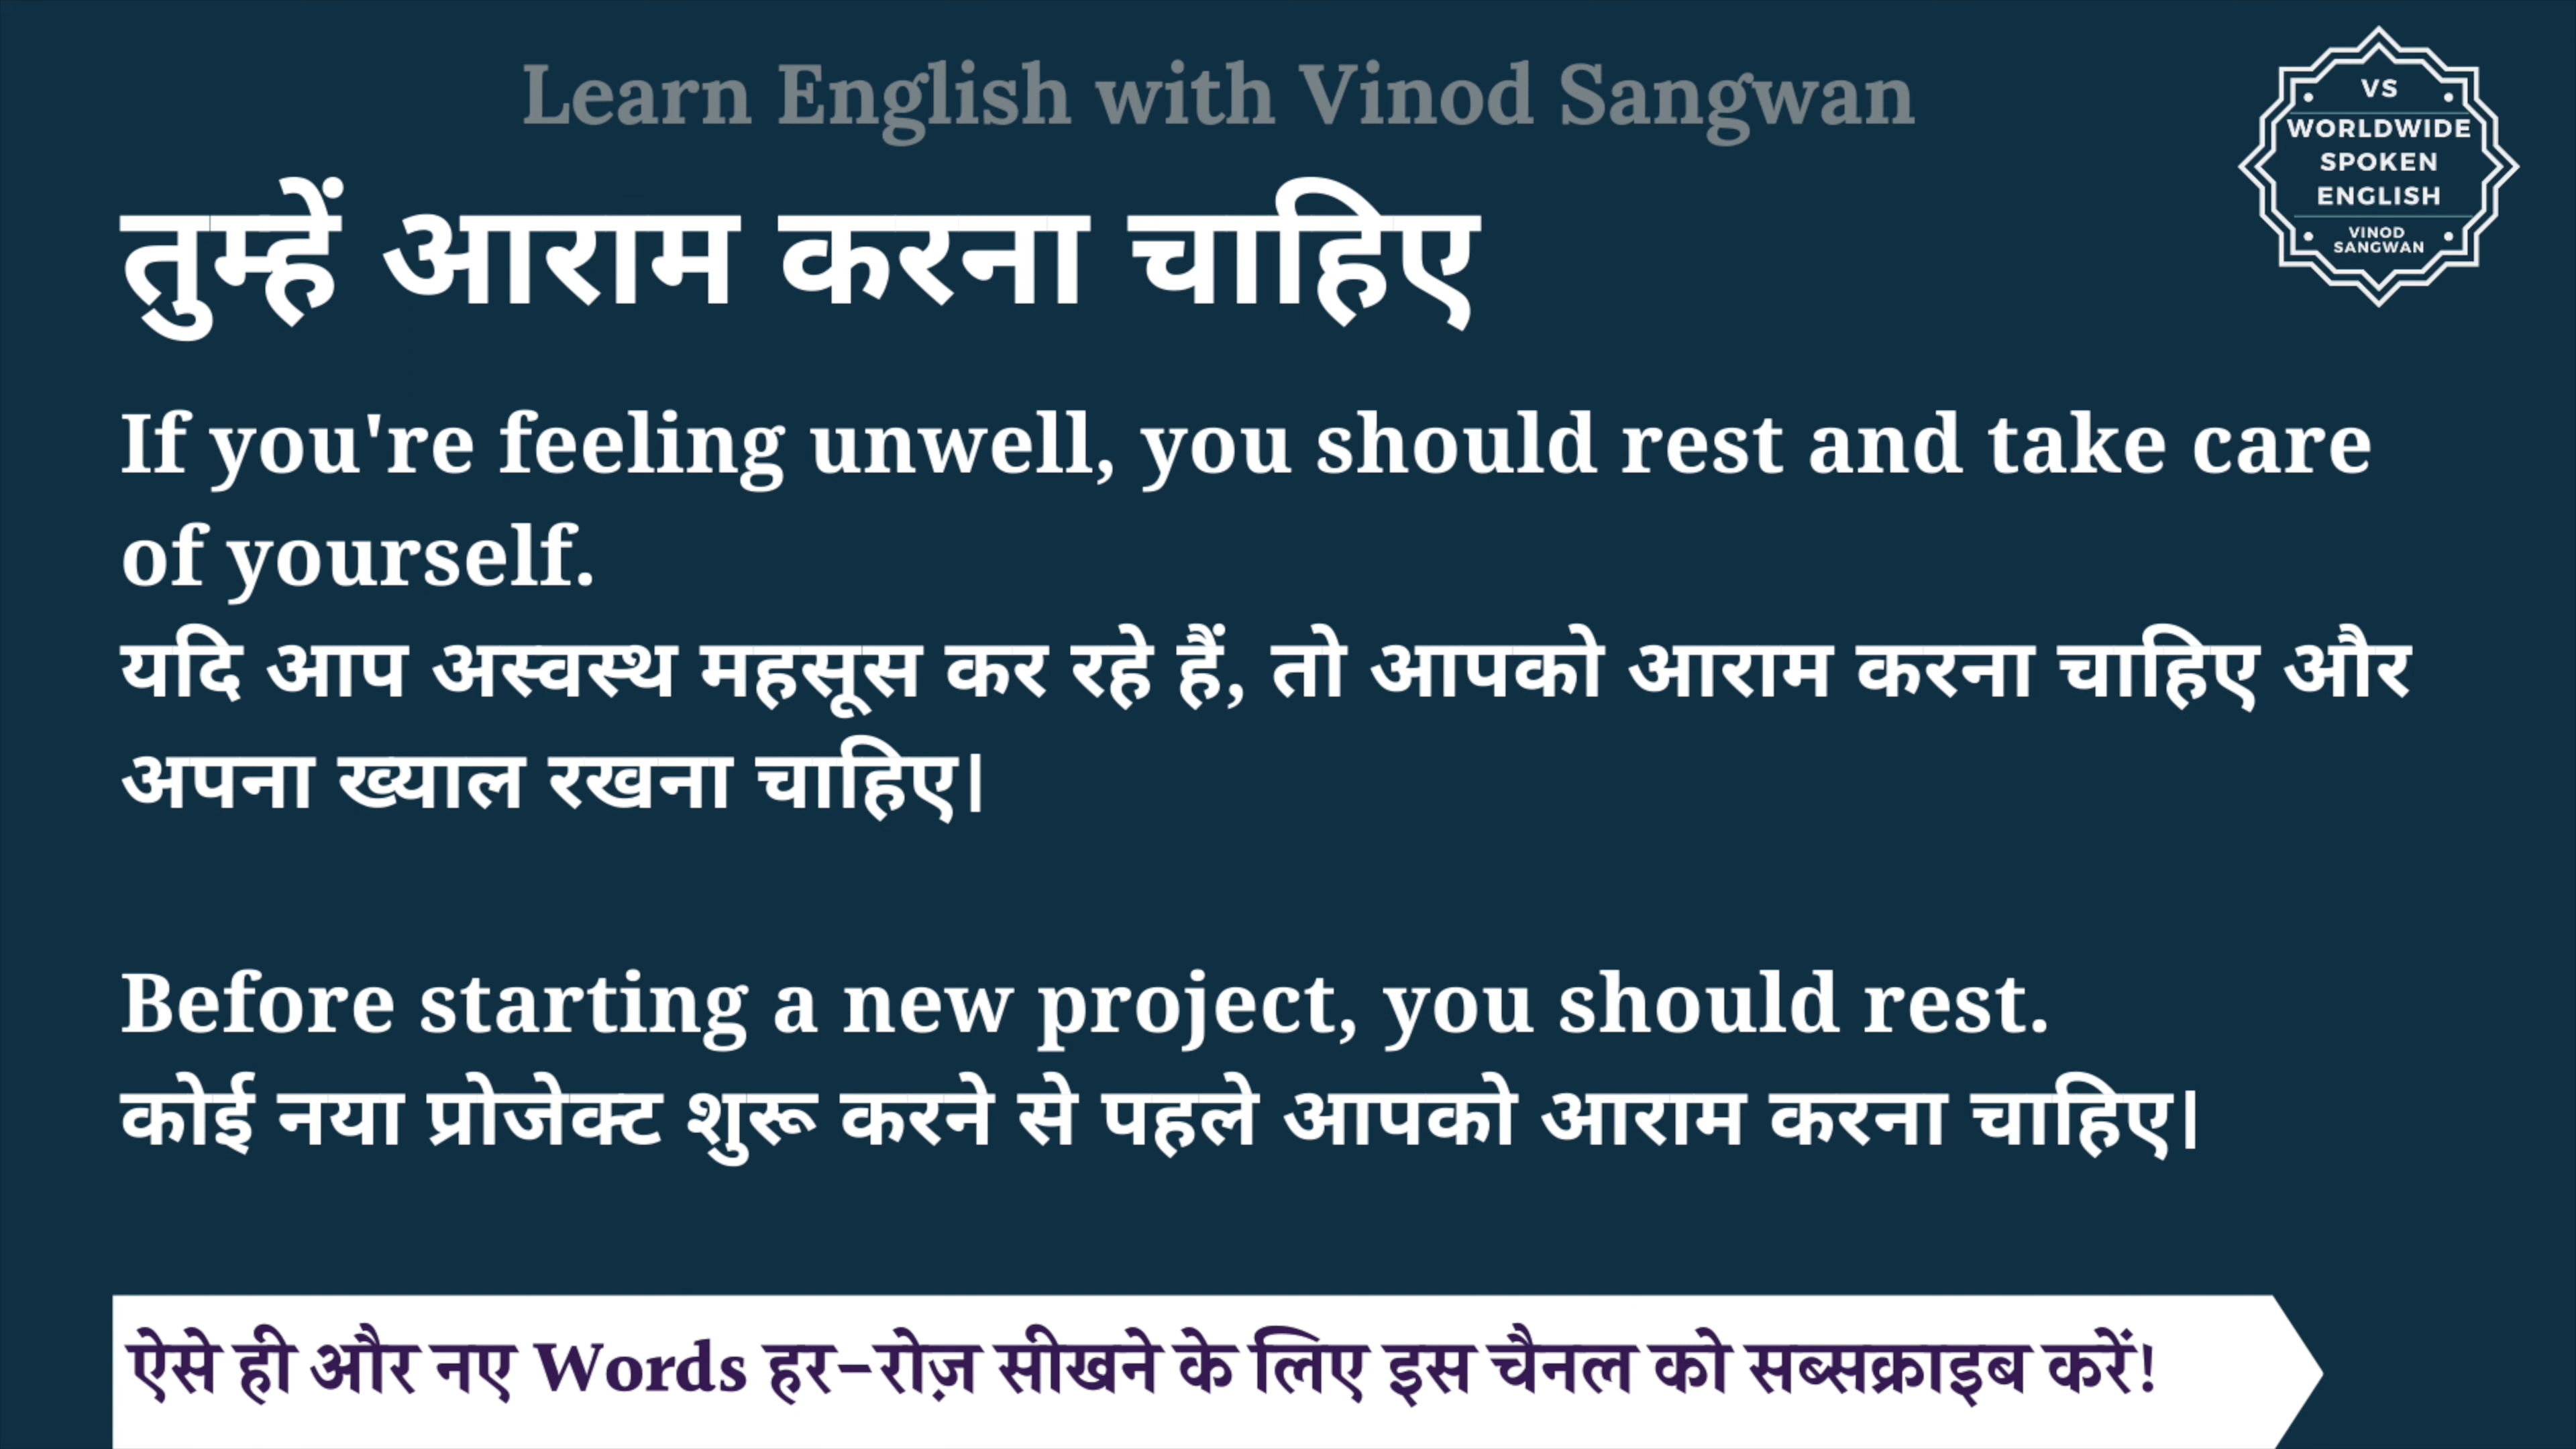 Learn English with Vinod Sangwan
VS
WORLDWIDE
SPOKEN
ENGLISH
VINOD
SANGWAN
तुम्हें आराम करना चाहिए
If you're feeling unwell, you should rest and take care
of yourself.
यदि आप अस्वस्थ महसूस कर रहे हैं, तो आपको आराम करना चाहिए और
अपना ख्याल रखना चाहिए।
Before starting a new project, you should rest.
कोई नया प्रोजेक्ट शुरू करने से पहले आपको आराम करना चाहिए।
ऐसे ही और नए Words हर-रोज़ सीखने के लिए इस चैनल को सब्सक्राइब करें!